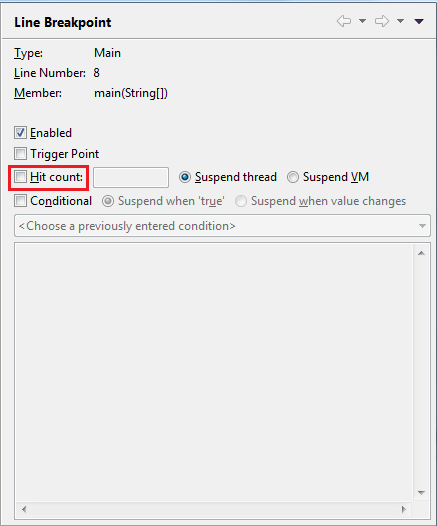 Line Breakpoint
Type: Main
Line Number: 8
Member: main(String[])
Enabled
Trigger Point
Hit count: Suspend thread Suspend VM
Conditional Suspend when 'true' Suspend when value changes
<Choose a previously entered condition>